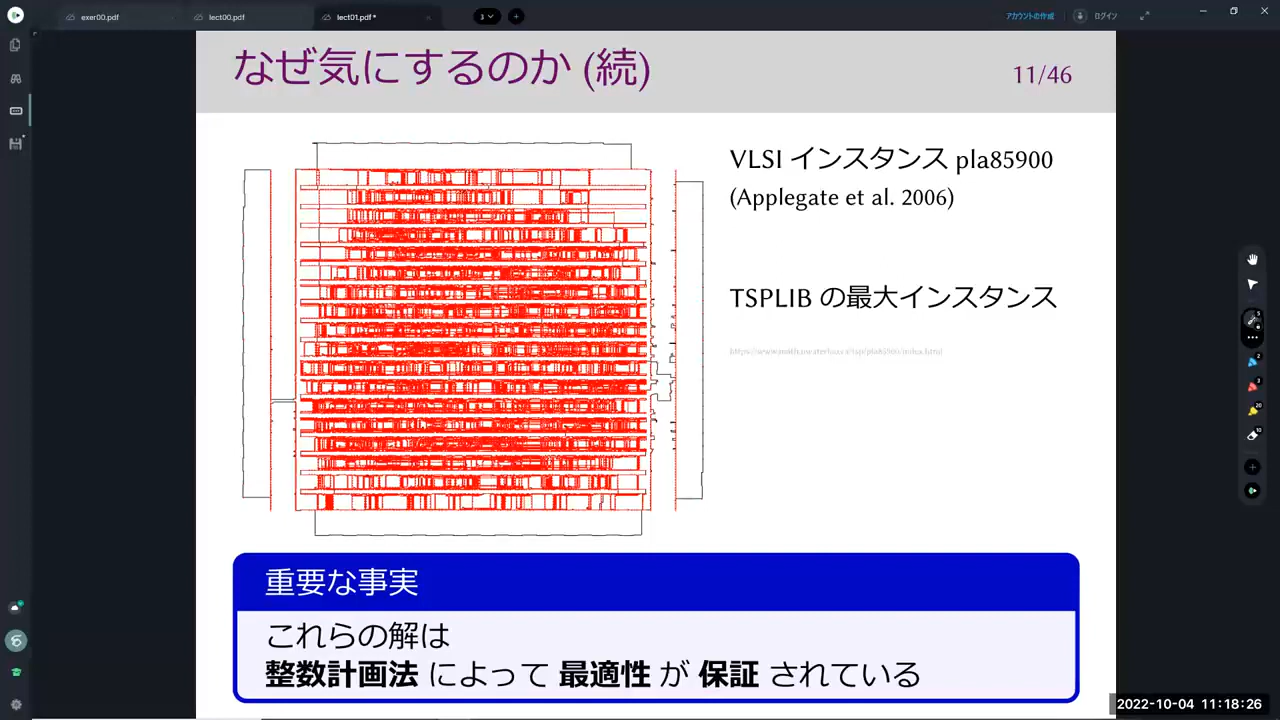 exer00.pdf
lect00.pdf
lect01.pdf *
3
アカウントの作成
ログイン
なぜ気にするのか (続)
11/46
VLSI インスタンス pla85900
(Applegate et al. 2006)
TSPLIB の最大インスタンス
重要な事実
これらの解は
整数計画法 によって 最適性 が 保証 されている
2022-10-04 11:18:26